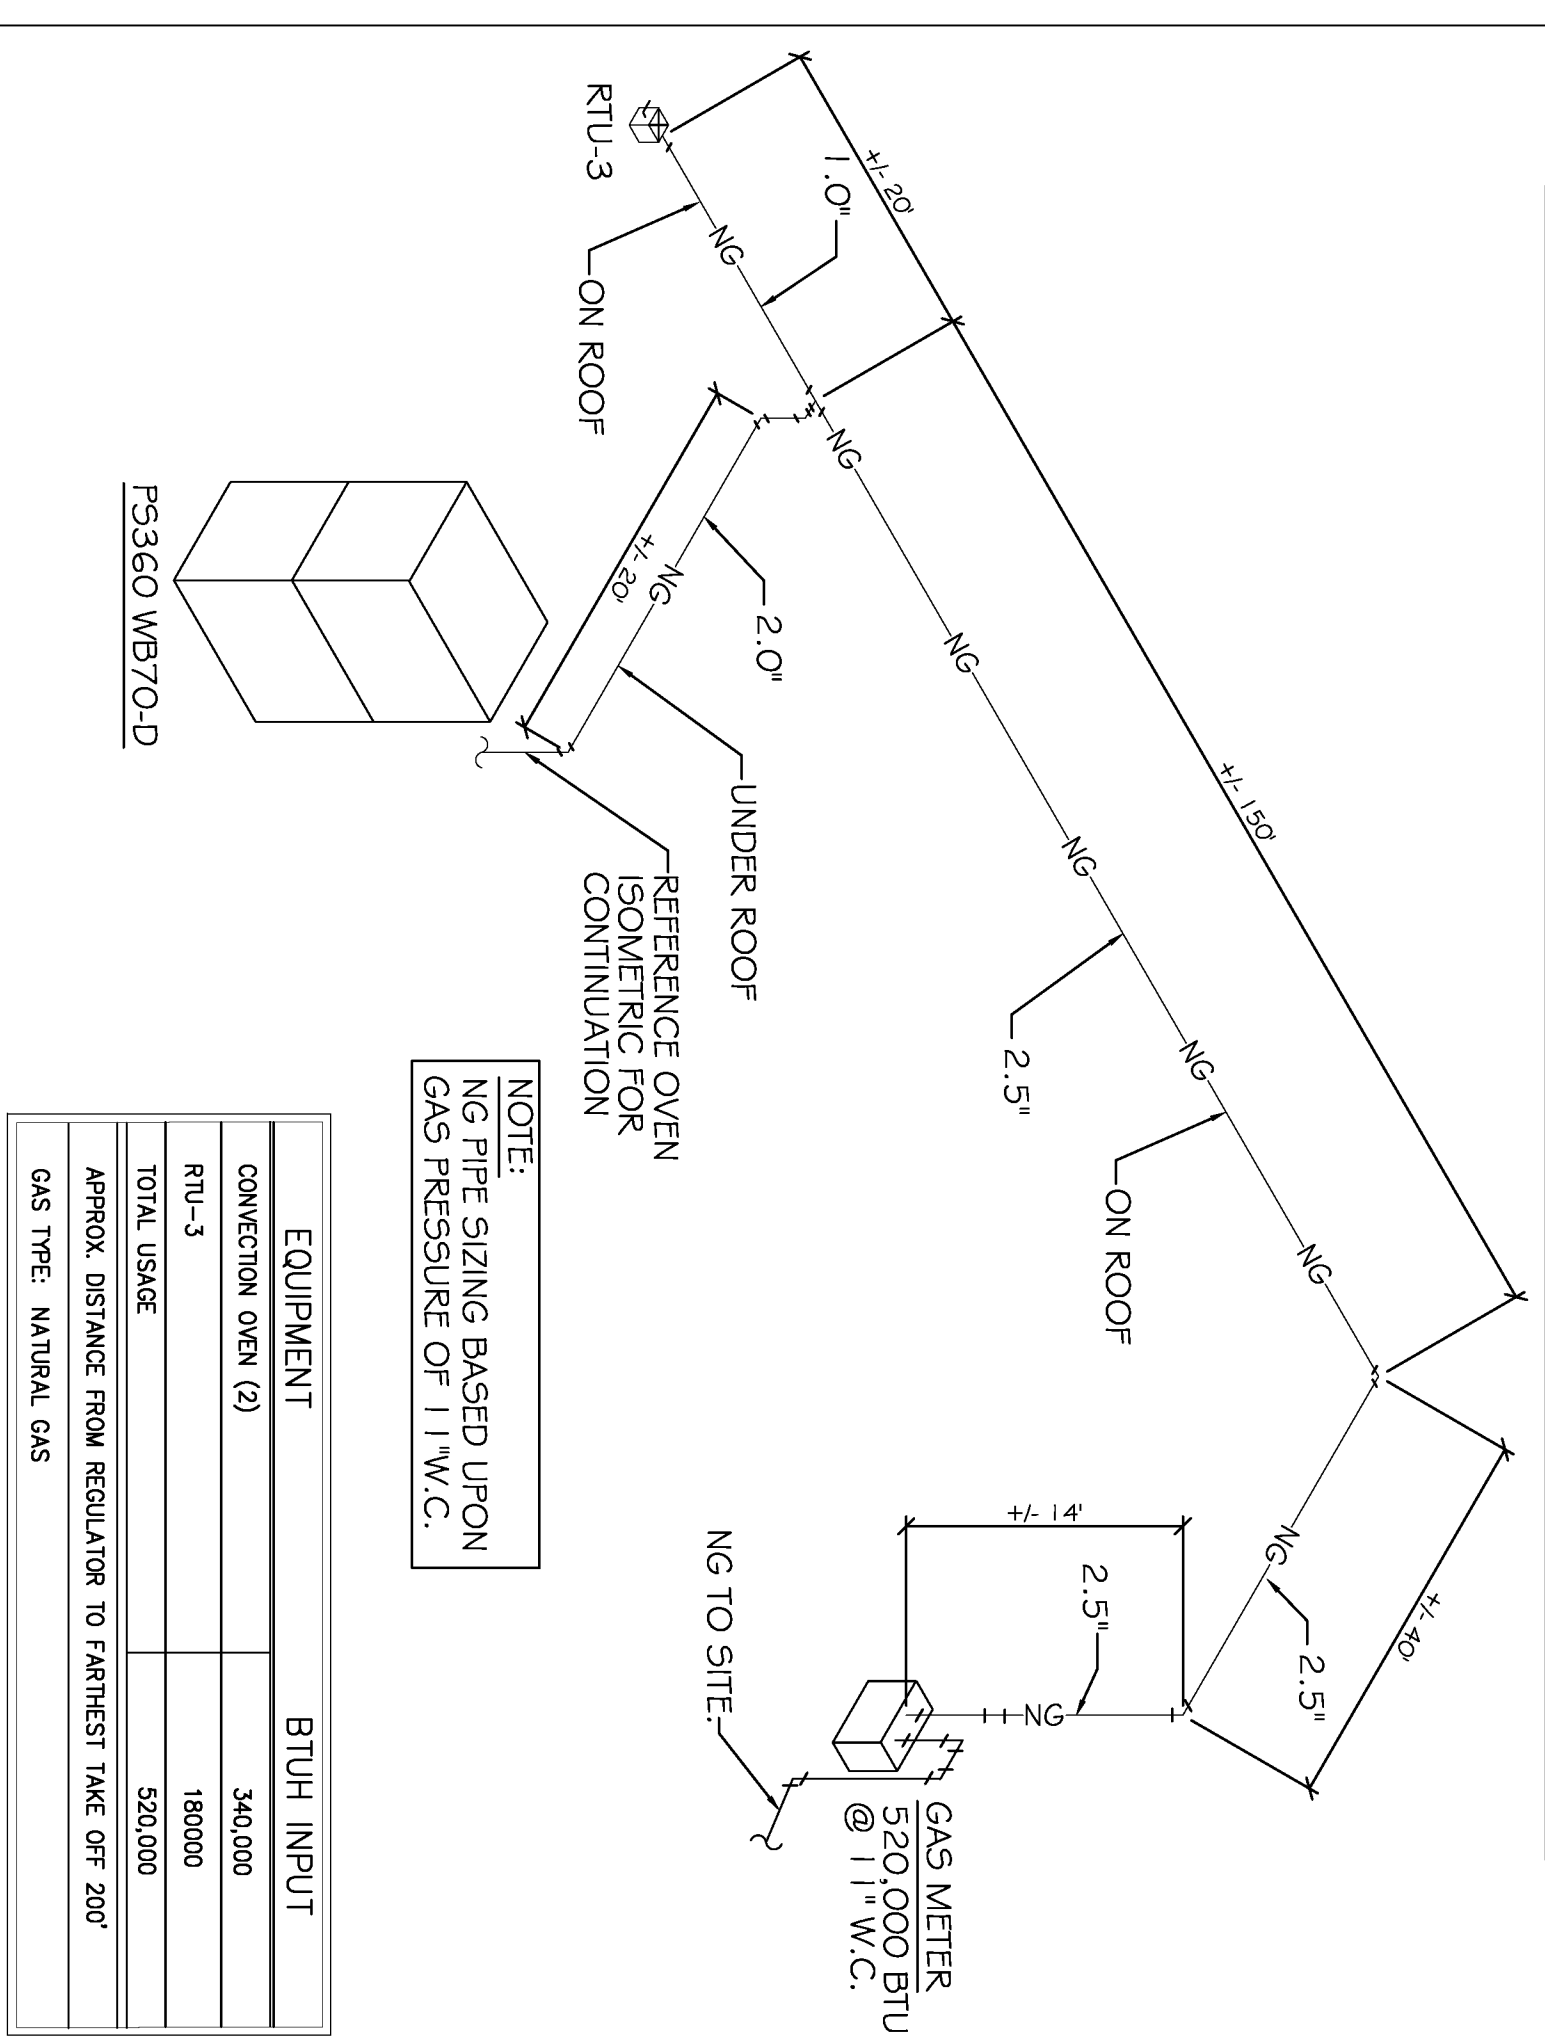 +/- 20'
1.0"
RTU-3
NG
ON ROOF
NG
+/- 150'
NG
NG
2.5"
NG
ON ROOF
NG
+/- 40'
NG
2.5"
+/- 14'
2.5"
NG
2.0"
NG
+/- 20'
UNDER ROOF
REFERENCE OVEN
ISOMETRIC FOR
CONTINUATION
PS360 WB70-D
NG TO SITE.
GAS METER
520,000 BTU
@ 11" W.C.
NOTE:
NG PIPE SIZING BASED UPON
GAS PRESSURE OF 11"W.C.
EQUIPMENT BTUH INPUT
CONVECTION OVEN (2) 340,000
RTU-3 180000
TOTAL USAGE 520,000
APPROX. DISTANCE FROM REGULATOR TO FARTHEST TAKE OFF 200'
GAS TYPE: NATURAL GAS